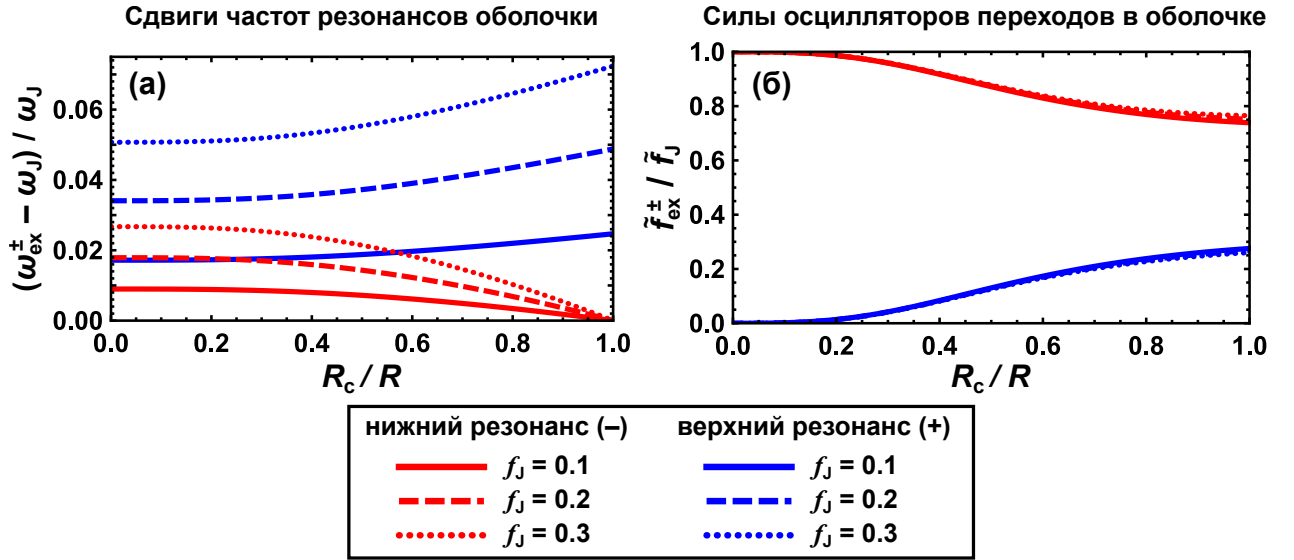 Сдвиги частот резонансов оболочки
(а)
(ω±ex − ωJ) / ωJ
0.06
0.04
0.02
0.00
0.0 0.2 0.4 0.6 0.8 1.0
Rc / R
Силы осцилляторов переходов в оболочке
(б)
f̃±ex / f̃J
1.0
0.8
0.6
0.4
0.2
0.0
0.0 0.2 0.4 0.6 0.8 1.0
Rc / R
нижний резонанс (−) верхний резонанс (+)
fJ = 0.1 fJ = 0.1
fJ = 0.2 fJ = 0.2
fJ = 0.3 fJ = 0.3